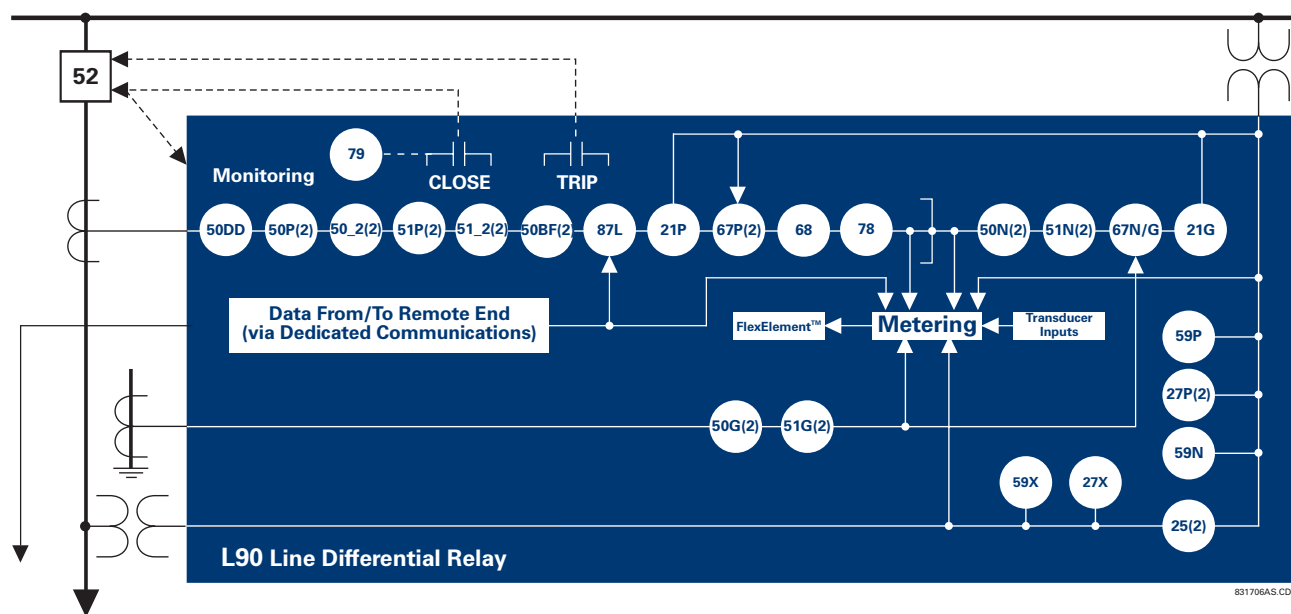 52
79
Monitoring
CLOSE
TRIP
50DD
50P(2)
50_2(2)
51P(2)
51_2(2)
50BF(2)
87L
21P
67P(2)
68
78
50N(2)
51N(2)
67N/G
21G
Data From/To Remote End
(via Dedicated Communications)
FlexElement™
Metering
Transducer
Inputs
59P
27P(2)
50G(2)
51G(2)
59N
59X
27X
25(2)
L90 Line Differential Relay
831706AS.CD